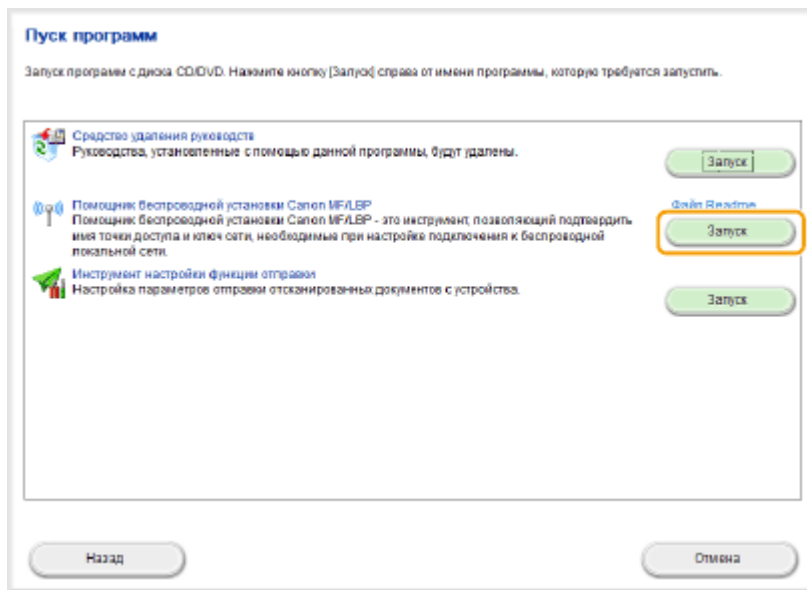 Пуск программ
Запуск программ с диска CD/DVD. Нажмите кнопку [Запуск] справа от имени программы, которую требуется запустить.
Средство удаления руководств
Руководства, установленные с помощью данной программы, будут удалены.
Запуск
Помощник беспроводной установки Canon MF/LBP
Файл Readme
Помощник беспроводной установки Canon MF/LBP - это инструмент, позволяющий подтвердить
имя точки доступа и ключ сети, необходимые при настройке подключения к беспроводной
локальной сети.
Запуск
Инструмент настройки функции отправки
Настройка параметров отправки отсканированных документов с устройства.
Запуск
Назад
Отмена